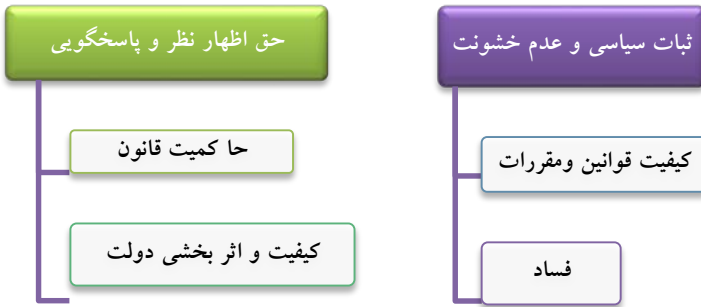 ثبات سیاسی و عدم خشونت
کیفیت قوانین ومقررات
فساد
حق اظهار نظر و پاسخگویی
حا کمیت قانون
کیفیت و اثر بخشی دولت